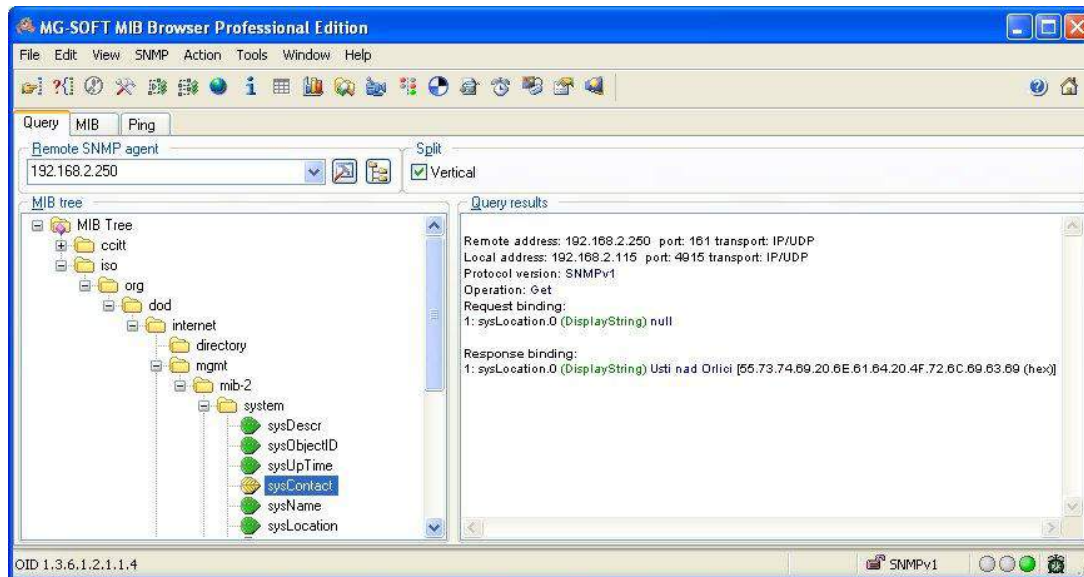 MG-SOFT MIB Browser Professional Edition
File Edit View SNMP Action Tools Window Help
Query MIB Ping
Remote SNMP agent
192.168.2.250
Split
Vertical
MIB tree
MIB Tree
ccitt
iso
org
dod
internet
directory
mgmt
mib-2
system
sysDescr
sysObjectID
sysUpTime
sysContact
sysName
sysLocation
Query results
Remote address: 192.168.2.250 port: 161 transport: IP/UDP
Local address: 192.168.2.115 port: 4915 transport: IP/UDP
Protocol version: SNMPv1
Operation: Get
Request binding:
1: sysLocation.0 (DisplayString) null
Response binding:
1: sysLocation.0 (DisplayString) Usti nad Orlici [55.73.74.69.20.6E.61.64.20.4F.72.6C.69.63.69 (hex)]
OID 1.3.6.1.2.1.1.4
SNMPv1